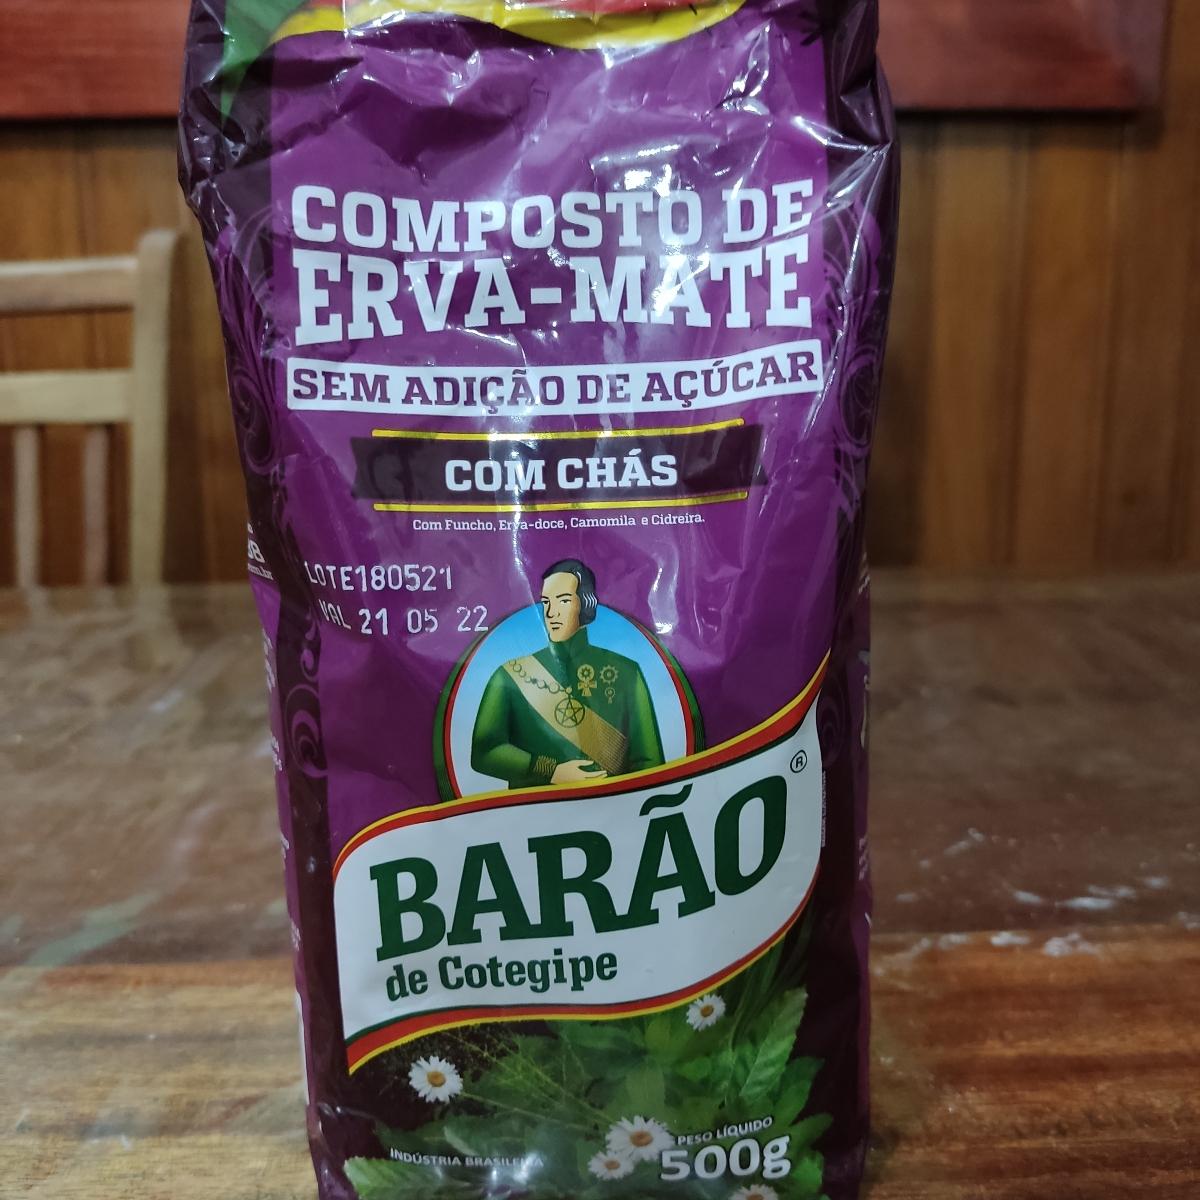 COMPOSTO DE
ERVA-MATE
SEM ADIÇÃO DE AÇÚCAR
COM CHÁS
Com Funcho, Erva-doce, Camomila e Cidreira.
LOTE180521
VAL 21 05 22
BARÃO ®
de Cotegipe
INDÚSTRIA BRASILEIRA
PESO LÍQUIDO
500g